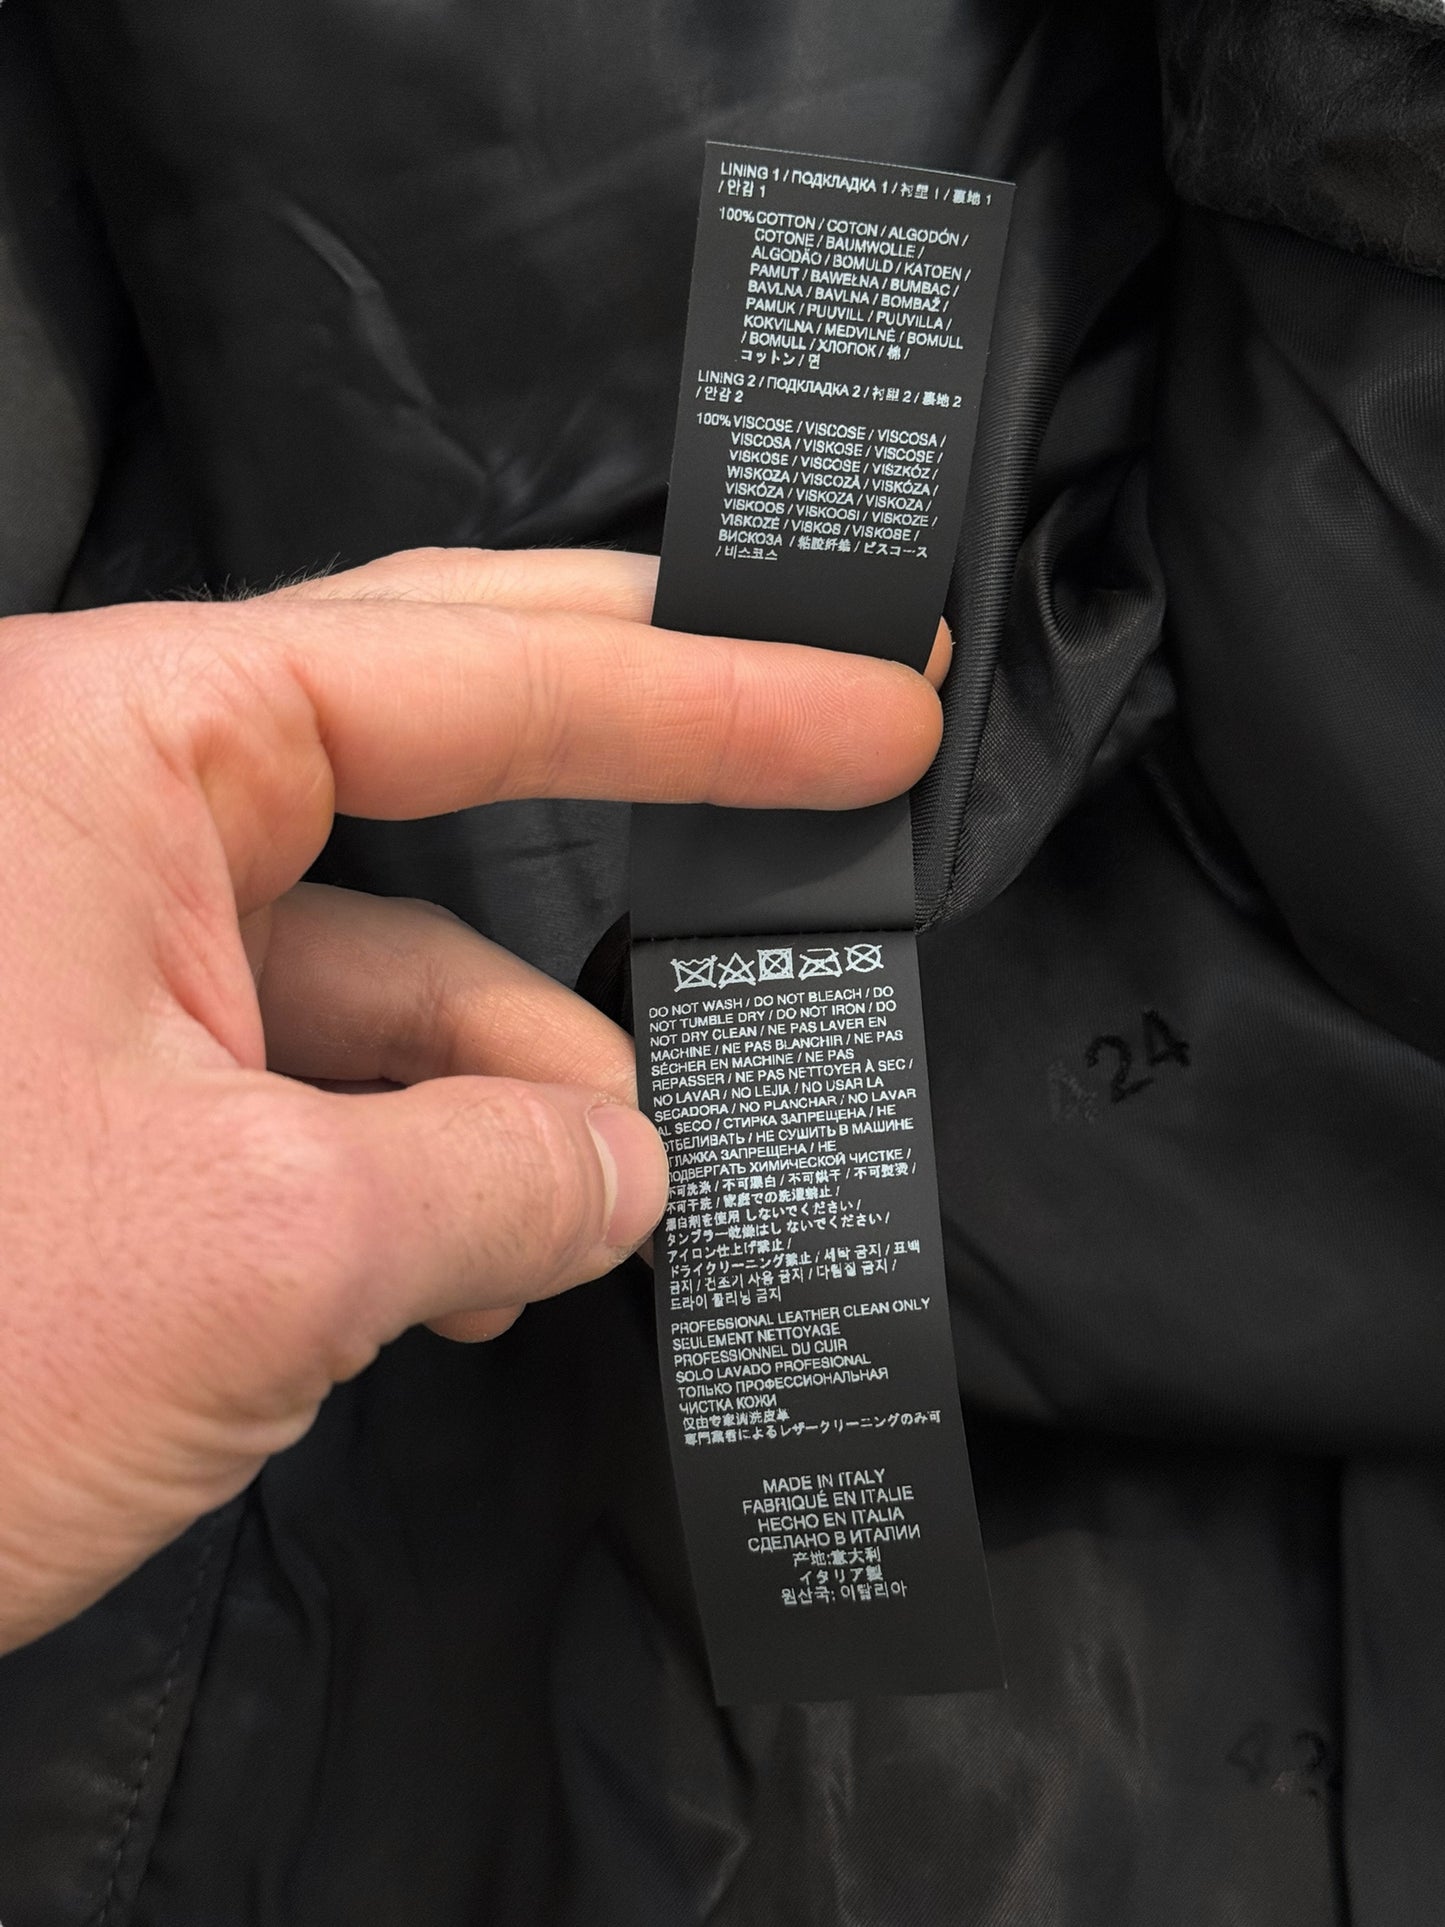 LINING 1 / ПОДКЛАДКА 1 / 衬里 1 / 裏地 1
/ 안감 1
100% COTTON / COTON / ALGODÓN /
COTONE / BAUMWOLLE /
ALGODÃO / BOMULD / KATOEN /
PAMUT / BAWEŁNA / BUMBAC /
BAVLNA / BAVLNA / BOMBAŽ /
PAMUK / PUUVILL / PUUVILLA /
KOKVILNA / MEDVILNĖ / BOMULL
/ BOMULL / ХЛОПОК / 棉 /
コットン / 면
LINING 2 / ПОДКЛАДКА 2 / 衬里 2 / 裏地 2
/ 안감 2
100% VISCOSE / VISCOSE / VISCOSA /
VISCOSA / VISKOSE / VISCOSE /
VISKOSE / VISCOSE / VISZKÓZ /
WISKOZA / VISCOZĂ / VISKÓZA /
VISKÓZA / VISKOZA / VISKOZA /
VISKOOS / VISKOOSI / VISKOZE /
VISKOZĖ / VISKOS / VISKOSE /
ВИСКОЗА / 粘胶纤维 / ビスコース
/ 비스코스
DO NOT WASH / DO NOT BLEACH / DO
NOT TUMBLE DRY / DO NOT IRON / DO
NOT DRY CLEAN / NE PAS LAVER EN
MACHINE / NE PAS BLANCHIR / NE PAS
SÉCHER EN MACHINE / NE PAS
REPASSER / NE PAS NETTOYER À SEC /
NO LAVAR / NO LEJIA / NO USAR LA
SECADORA / NO PLANCHAR / NO LAVAR
AL SECO / СТИРКА ЗАПРЕЩЕНА / НЕ
ОТБЕЛИВАТЬ / НЕ СУШИТЬ В МАШИНЕ
ГЛАЖКА ЗАПРЕЩЕНА / НЕ
ПОДВЕРГАТЬ ХИМИЧЕСКОЙ ЧИСТКЕ /
不可洗涤 / 不可漂白 / 不可烘干 / 不可熨烫 /
不可干洗 / 家庭での洗濯禁止 /
漂白剤を使用 しないでください /
タンブラー乾燥はし ないでください /
アイロン仕上げ禁止 /
ドライクリーニング禁止 / 세탁 금지 / 표백
금지 / 건조기 사용 금지 / 다림질 금지 /
드라이 클리닝 금지
PROFESSIONAL LEATHER CLEAN ONLY
SEULEMENT NETTOYAGE
PROFESSIONNEL DU CUIR
SOLO LAVADO PROFESIONAL
ТОЛЬКО ПРОФЕССИОНАЛЬНАЯ
ЧИСТКА КОЖИ
仅由专家清洗皮革
専門業者によるレザークリーニングのみ可
MADE IN ITALY
FABRIQUÉ EN ITALIE
HECHO EN ITALIA
СДЕЛАНО В ИТАЛИИ
产地:意大利
イタリア製
원산국: 이탈리아